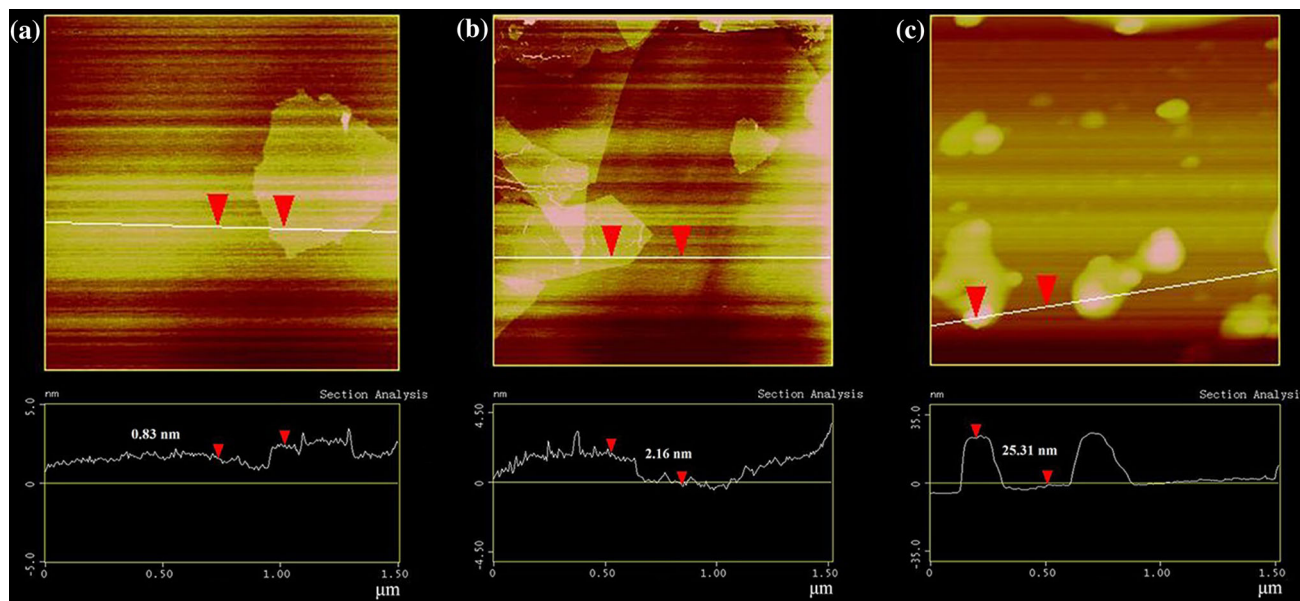 (a)
(b)
(c)
nm
Section Analysis
5.0
0
-5.0
0.83 nm
0
0.50
1.00
1.50
μm
nm
Section Analysis
4.50
0
-4.50
2.16 nm
0
0.50
1.00
1.50
μm
nm
Section Analysis
35.0
0
-35.0
25.31 nm
0
0.50
1.00
1.50
μm